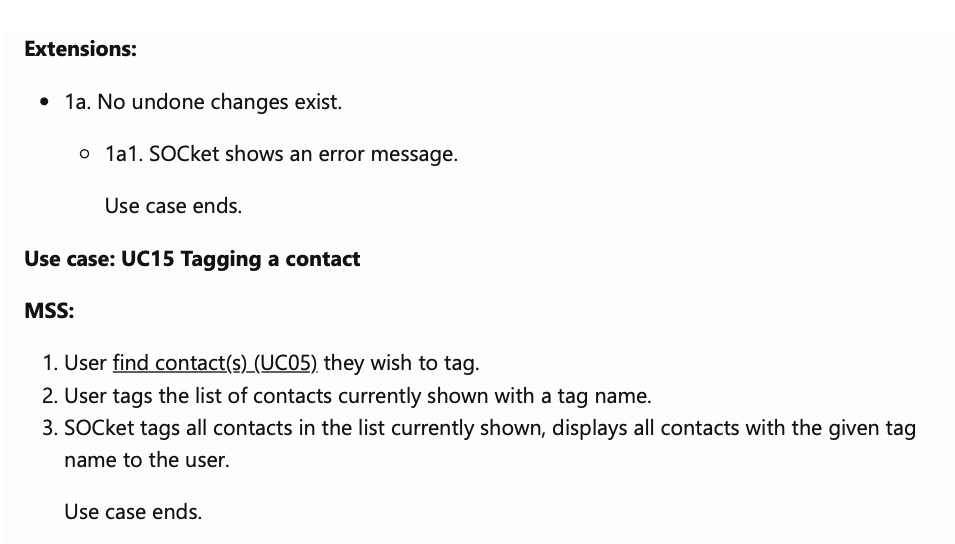 Extensions:
• 1a. No undone changes exist.
○ 1a1. SOCket shows an error message.
Use case ends.
Use case: UC15 Tagging a contact
MSS:
1. User find contact(s) (UC05) they wish to tag.
2. User tags the list of contacts currently shown with a tag name.
3. SOCket tags all contacts in the list currently shown, displays all contacts with the given tag
name to the user.
Use case ends.